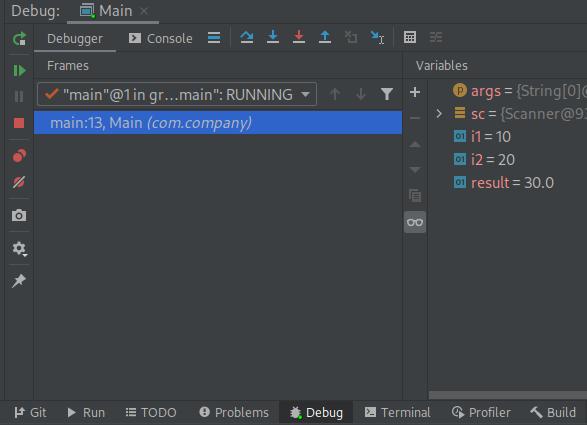 Debug: Main
Debugger Console
Frames Variables
"main"@1 in gr...main": RUNNING
main:13, Main (com.company)
args = {String[0]@
sc = {Scanner@93
i1 = 10
i2 = 20
result = 30.0
Git Run TODO Problems Debug Terminal Profiler Build